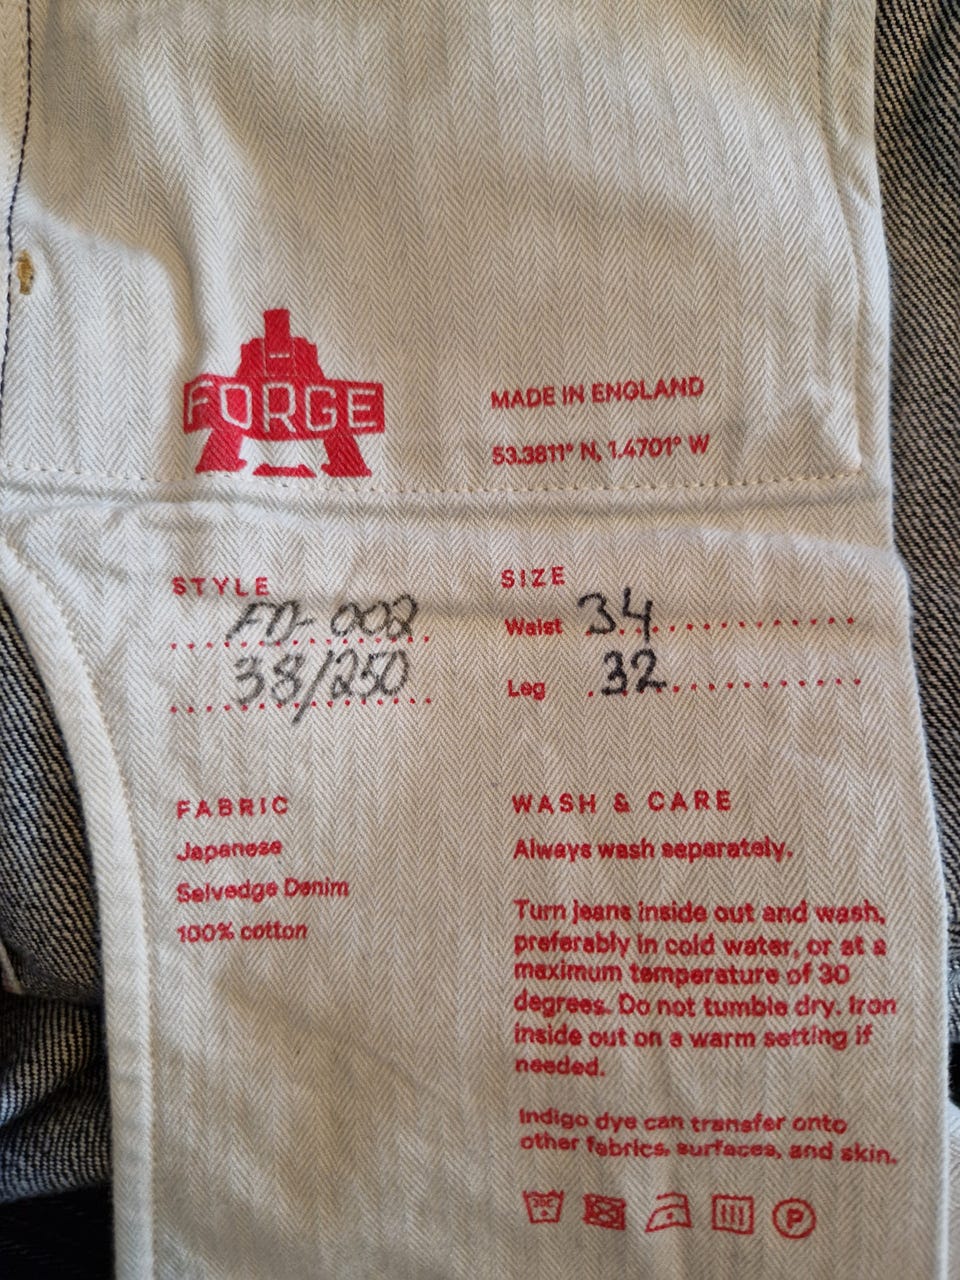 FORGE
MADE IN ENGLAND
53.3811° N, 1.4701° W
STYLE
FD-002
38/250
SIZE
Waist 34
Leg 32
FABRIC
Japanese
Selvedge Denim
100% cotton
WASH & CARE
Always wash separately.
Turn jeans inside out and wash,
preferably in cold water, or at a
maximum temperature of 30
degrees. Do not tumble dry. Iron
inside out on a warm setting if
needed.
Indigo dye can transfer onto
other fabrics, surfaces, and skin.
30C
P